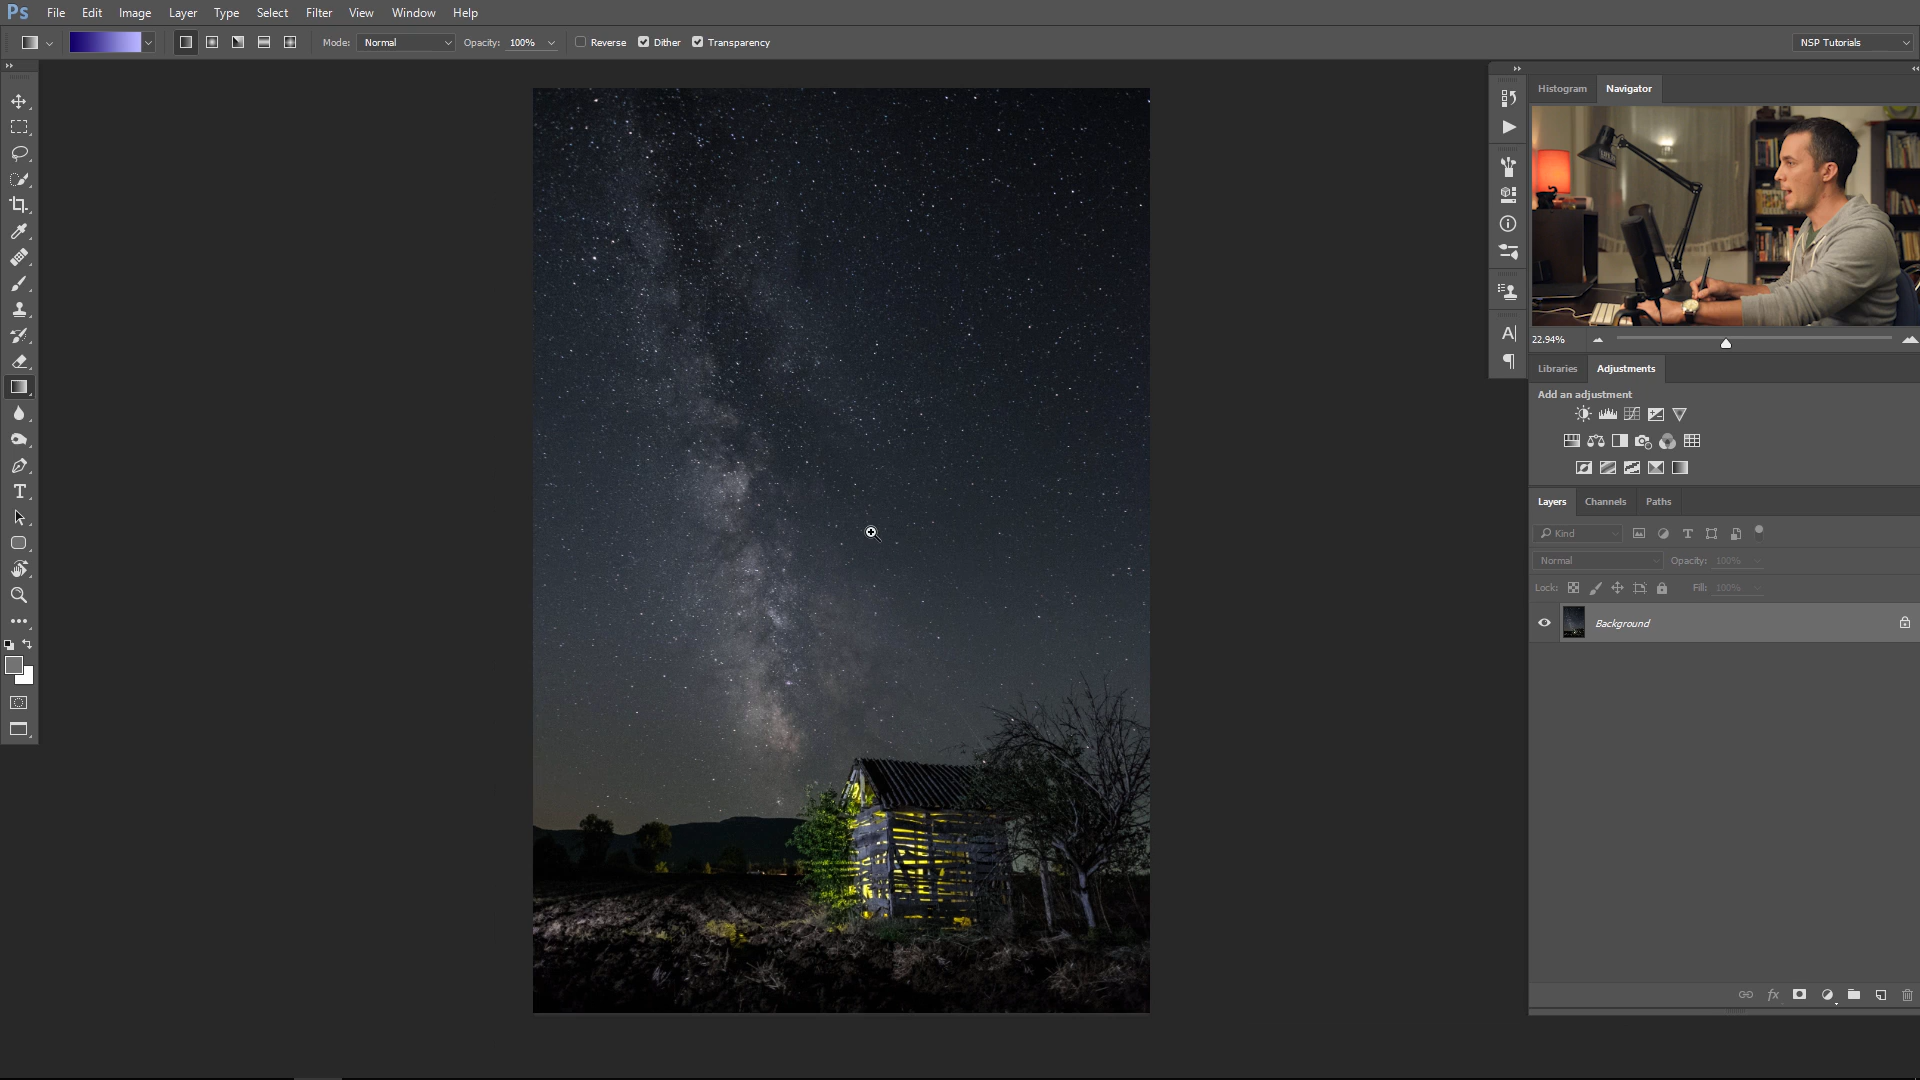 Ps File Edit Image Layer Type Select Filter View Window Help
Mode: Normal Opacity: 100% Reverse Dither Transparency NSP Tutorials
Histogram Navigator
22.94%
Libraries Adjustments
Add an adjustment
Layers Channels Paths
Kind
Normal Opacity: 100%
Lock: Fill: 100%
Background